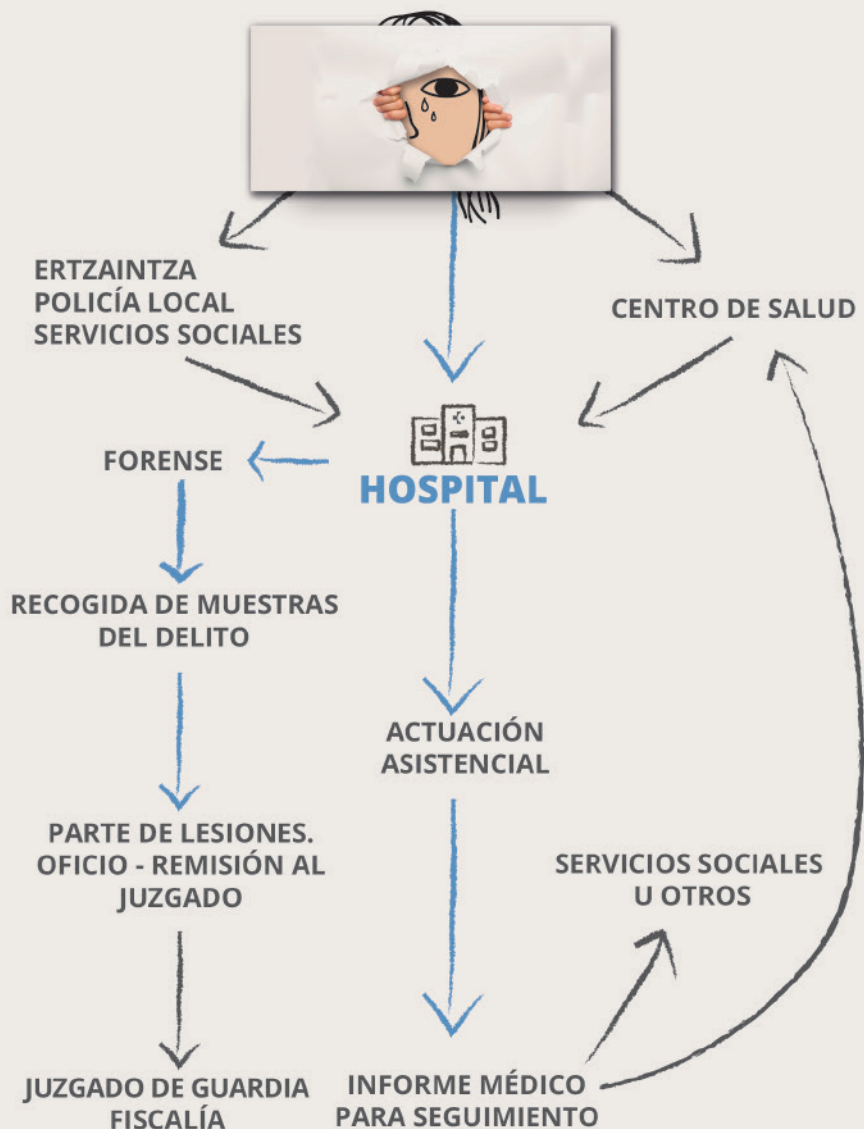 ERTZAINTZA
POLICÍA LOCAL
SERVICIOS SOCIALES
CENTRO DE SALUD
FORENSE
HOSPITAL
RECOGIDA DE MUESTRAS
DEL DELITO
ACTUACIÓN
ASISTENCIAL
PARTE DE LESIONES.
OFICIO - REMISIÓN AL
JUZGADO
SERVICIOS SOCIALES
U OTROS
JUZGADO DE GUARDIA
FISCALÍA
INFORME MÉDICO
PARA SEGUIMIENTO